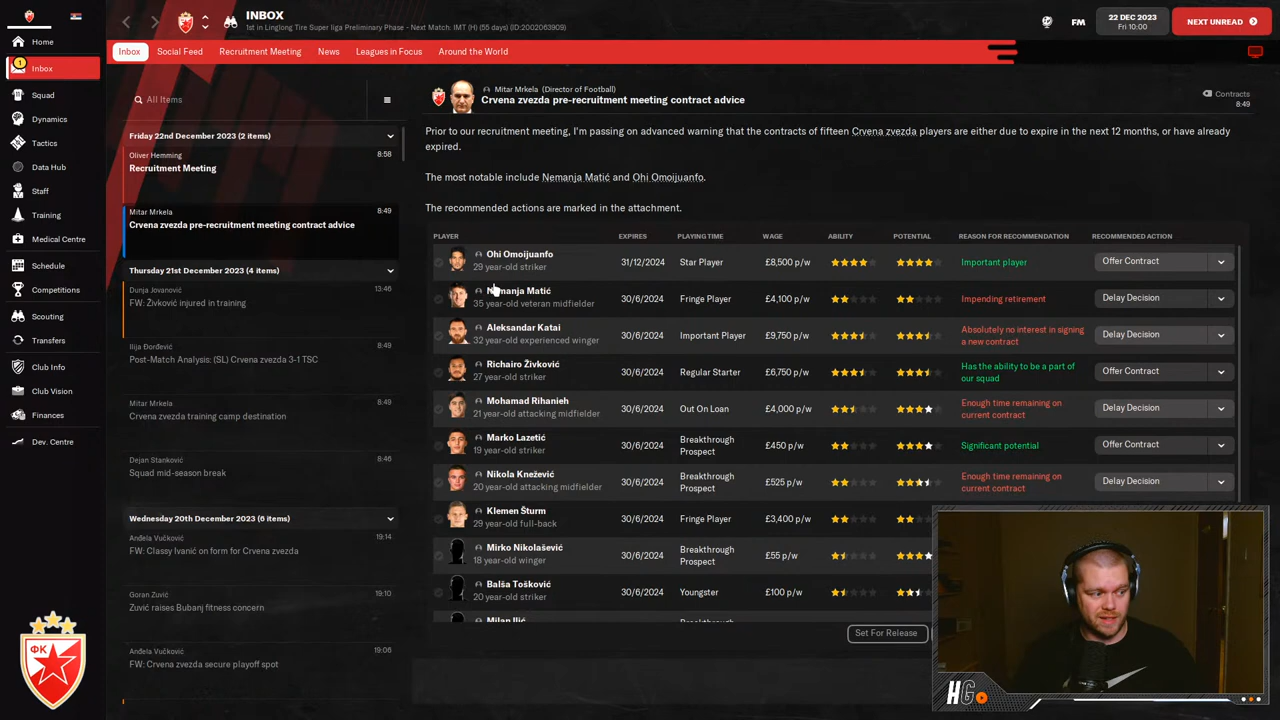 INBOX
1st in Linglong Tire Super liga Preliminary Phase - Next Match: IMT (H) (55 days) (ID:2002063909)
FM
22 DEC 2023
Fri 10:00
NEXT UNREAD
Home
1
Inbox
Squad
Dynamics
Tactics
Data Hub
Staff
Training
Medical Centre
Schedule
Competitions
Scouting
Transfers
Club Info
Club Vision
Finances
Dev. Centre
ФК
Inbox
Social Feed
Recruitment Meeting
News
Leagues in Focus
Around the World
All Items
Friday 22nd December 2023 (2 items)
Oliver Hemming 8:58
Recruitment Meeting
Mitar Mrkela 8:49
Crvena zvezda pre-recruitment meeting contract advice
Thursday 21st December 2023 (4 items)
Dunja Jovanović 13:46
FW: Živković injured in training
Ilija Đorđević 8:49
Post-Match Analysis: (SL) Crvena zvezda 3-1 TSC
Mitar Mrkela 8:49
Crvena zvezda training camp destination
Dejan Stanković 8:46
Squad mid-season break
Wednesday 20th December 2023 (6 items)
Anđela Vučković 19:14
FW: Classy Ivanić on form for Crvena zvezda
Goran Zuvić 19:10
Zuvić raises Bubanj fitness concern
Anđela Vučković 19:06
FW: Crvena zvezda secure playoff spot
Mitar Mrkela (Director of Football)
Crvena zvezda pre-recruitment meeting contract advice
Contracts
8:49
Prior to our recruitment meeting, I'm passing on advanced warning that the contracts of fifteen Crvena zvezda players are either due to expire in the next 12 months, or have already
expired.
The most notable include Nemanja Matić and Ohi Omoijuanfo.
The recommended actions are marked in the attachment.
PLAYER EXPIRES PLAYING TIME WAGE ABILITY POTENTIAL REASON FOR RECOMMENDATION RECOMMENDED ACTION
Ohi Omoijuanfo
29 year-old striker
31/12/2023 Star Player £8,500 p/w Important player Offer Contract
Nemanja Matić
35 year-old veteran midfielder
30/6/2024 Fringe Player £4,100 p/w Impending retirement Delay Decision
Aleksandar Katai
32 year-old experienced winger
30/6/2024 Important Player £9,750 p/w
Absolutely no interest in signing
a new contract
Delay Decision
Richairo Živković
27 year-old striker
30/6/2024 Regular Starter £6,750 p/w
Has the ability to be a part of
our squad
Offer Contract
Mohamad Rihanieh
21 year-old attacking midfielder
30/6/2024 Out On Loan £4,000 p/w
Enough time remaining on
current contract
Delay Decision
Marko Lazetić
19 year-old striker
30/6/2024
Breakthrough
Prospect
£450 p/w Significant potential Offer Contract
Nikola Knežević
20 year-old attacking midfielder
30/6/2024
Breakthrough
Prospect
£525 p/w
Enough time remaining on
current contract
Delay Decision
Klemen Šturm
29 year-old full-back
30/6/2024 Fringe Player £3,400 p/w
Mirko Nikolašević
18 year-old winger
30/6/2024
Breakthrough
Prospect
£55 p/w
Balša Tošković
20 year-old striker
30/6/2024 Youngster £100 p/w
Milan Ilić
Breakthrough
Set For Release
HG